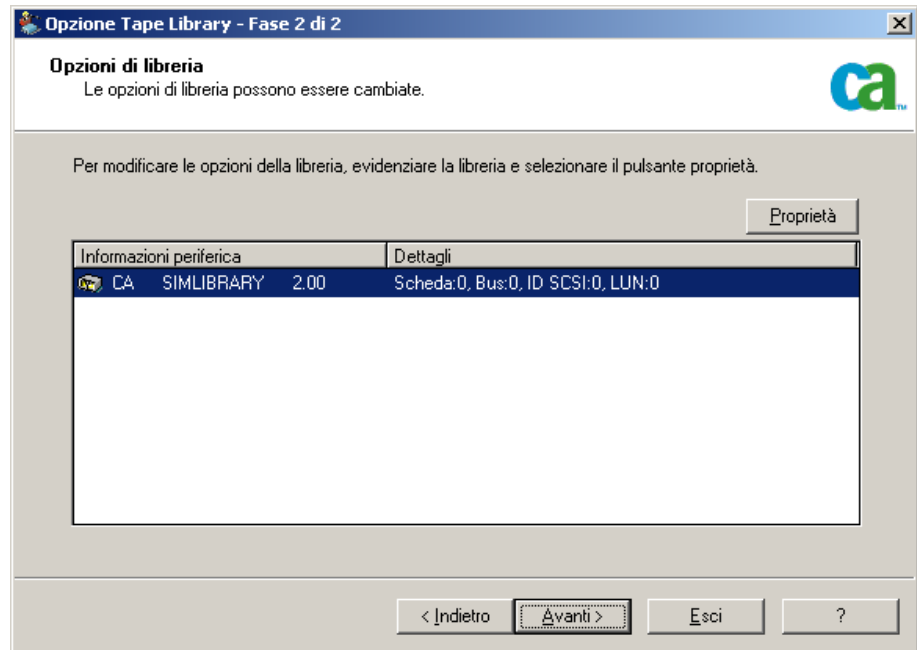 Opzione Tape Library - Fase 2 di 2
Opzioni di libreria
Le opzioni di libreria possono essere cambiate.
ca
TM
Per modificare le opzioni della libreria, evidenziare la libreria e selezionare il pulsante proprietà.
Proprietà
Informazioni periferica Dettagli
CA SIMLIBRARY 2.00 Scheda:0, Bus:0, ID SCSI:0, LUN:0
< Indietro Avanti > Esci ?